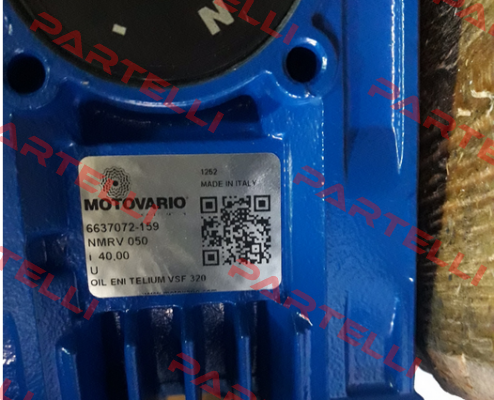 N
1262
MADE IN ITALY
MOTOVARIO
6637072-159
NMRV 050
i 40.00
U
OIL ENI TELIUM VSF 320
PARTELLI
PARTELLI
PARTELLI
PARTELLI
PARTELLI
PARTELLI